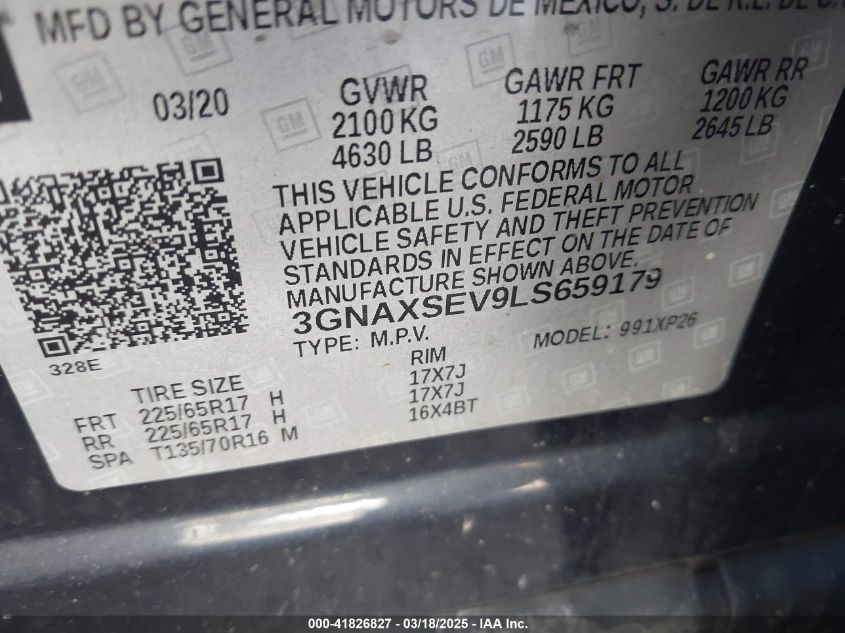 MFD BY GENERAL MOTORS DE MEXICO, S. DE R.L. DE C.
03/20
GVWR GAWR FRT GAWR RR
2100 KG 1175 KG 1200 KG
4630 LB 2590 LB 2645 LB
THIS VEHICLE CONFORMS TO ALL
APPLICABLE U.S. FEDERAL MOTOR
VEHICLE SAFETY AND THEFT PREVENTION
STANDARDS IN EFFECT ON THE DATE OF
MANUFACTURE SHOWN ABOVE.
3GNAXSEV9LS659179
TYPE: M.P.V. MODEL: 991XP26
328E
TIRE SIZE RIM
FRT 225/65R17 H 17X7J
RR 225/65R17 H 17X7J
SPA T135/70R16 M 16X4BT
GM
000-41826827 - 03/18/2025 - IAA Inc.